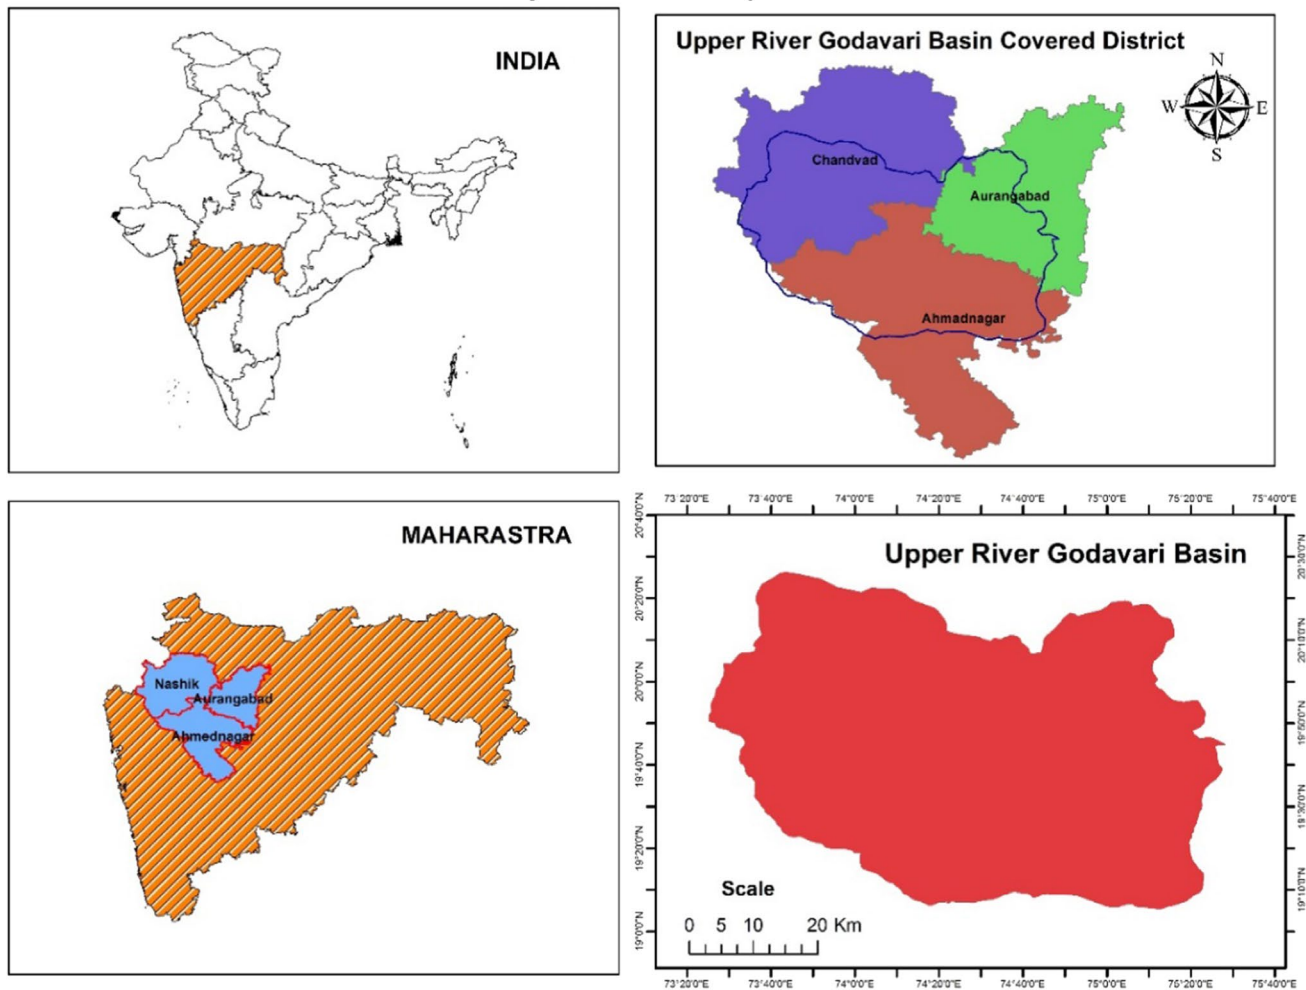 INDIA
Upper River Godavari Basin Covered District
N
W
E
S
Chandvad
Aurangabad
Ahmadnagar
MAHARASTRA
Nashik
Aurangabad
Ahmednagar
73°20'0"E 73°40'0"E 74°0'0"E 74°20'0"E 74°40'0"E 75°0'0"E 75°20'0"E 75°40'0"E
20°40'0"N
20°20'0"N
20°0'0"N
19°40'0"N
19°20'0"N
19°0'0"N
Upper River Godavari Basin
20°30'0"N
20°10'0"N
19°50'0"N
19°30'0"N
19°10'0"N
Scale
0 5 10 20 Km
73°20'0"E 73°40'0"E 74°0'0"E 74°20'0"E 74°40'0"E 75°0'0"E 75°20'0"E 75°40'0"E